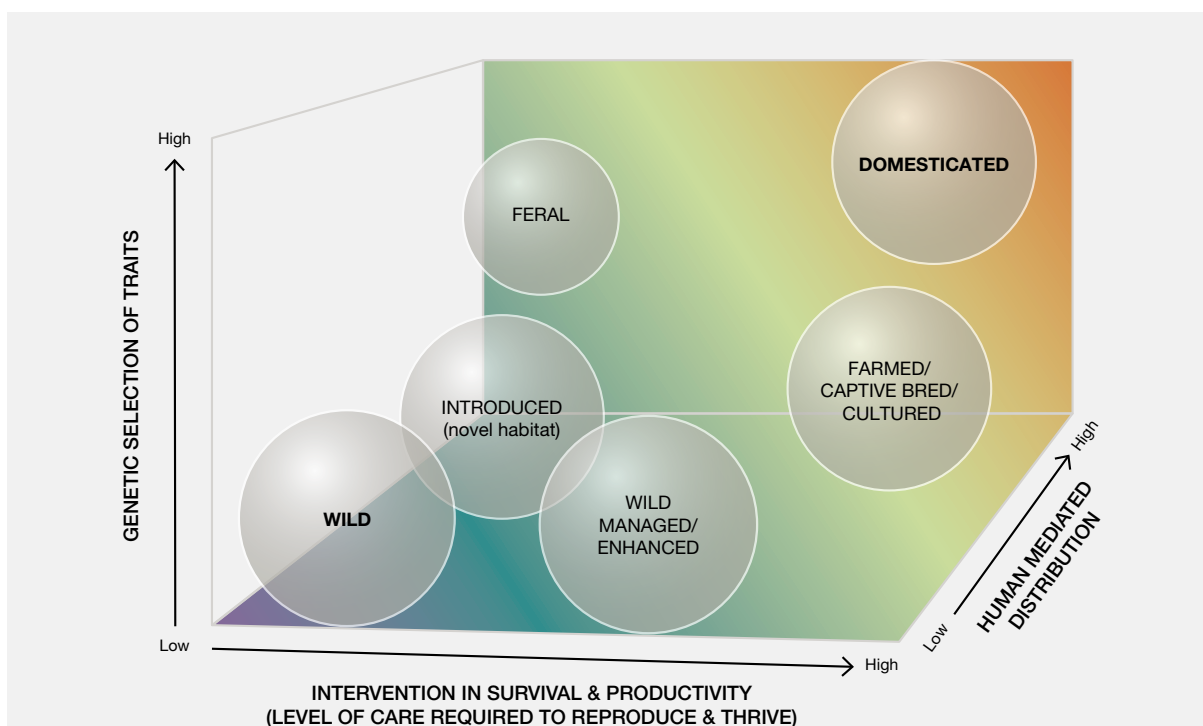 High
GENETIC SELECTION OF TRAITS
Low
FERAL
DOMESTICATED
INTRODUCED
(novel habitat)
FARMED/
CAPTIVE BRED/
CULTURED
WILD
WILD
MANAGED/
ENHANCED
High
HUMAN MEDIATED
DISTRIBUTION
Low
High
INTERVENTION IN SURVIVAL & PRODUCTIVITY
(LEVEL OF CARE REQUIRED TO REPRODUCE & THRIVE)